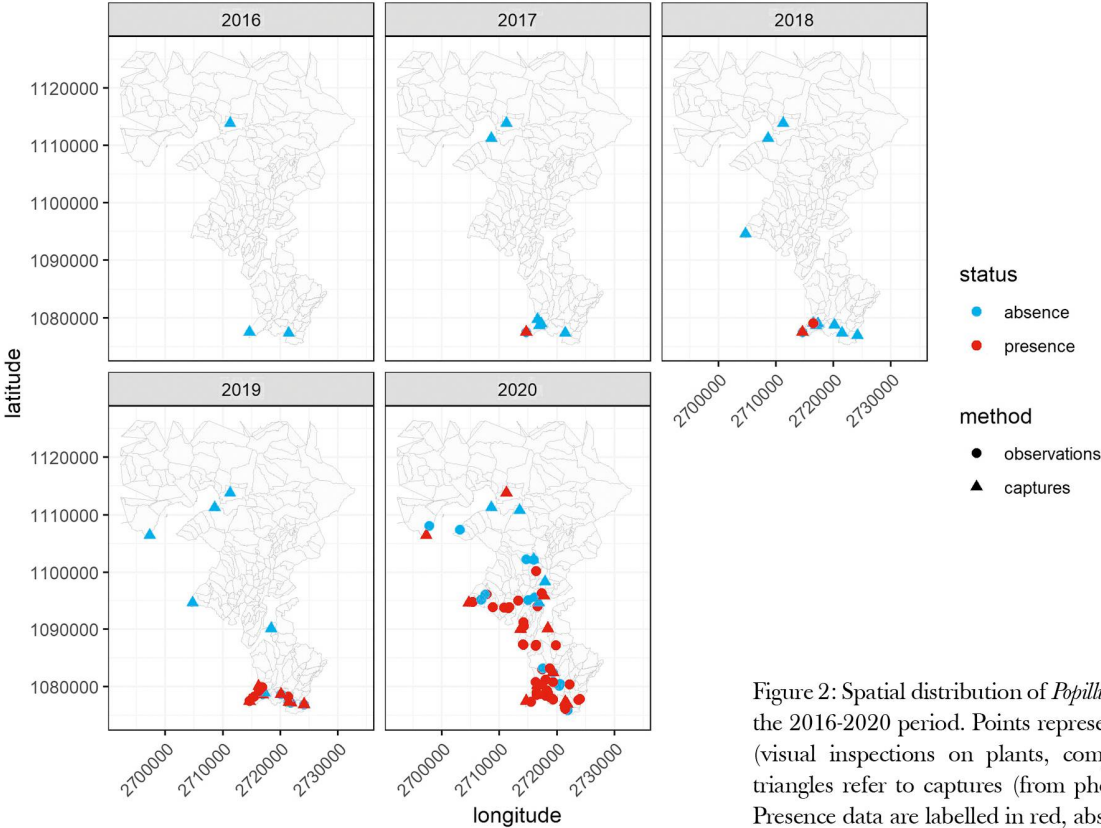 2016
2017
2018
1120000
1110000
1100000
1090000
1080000
2700000
2710000
2720000
2730000
2019
2020
1120000
1110000
1100000
1090000
1080000
2700000
2710000
2720000
2730000
2700000
2710000
2720000
2730000
latitude
longitude
status
absence
presence
method
observations
captures
Figure 2: Spatial distribution of Popilli
the 2016-2020 period. Points represe
(visual inspections on plants, com
triangles refer to captures (from phe
Presence data are labelled in red, abs